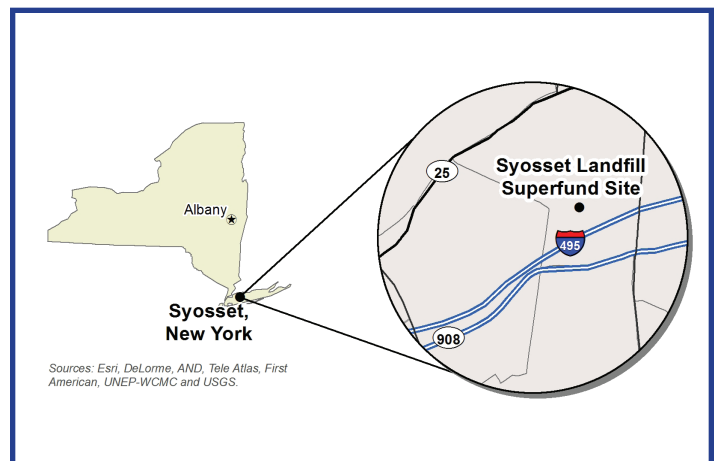 Albany
Syosset,
New York
Sources: Esri, DeLorme, AND, Tele Atlas, First
American, UNEP-WCMC and USGS.
25
Syosset Landfill
Superfund Site
495
908